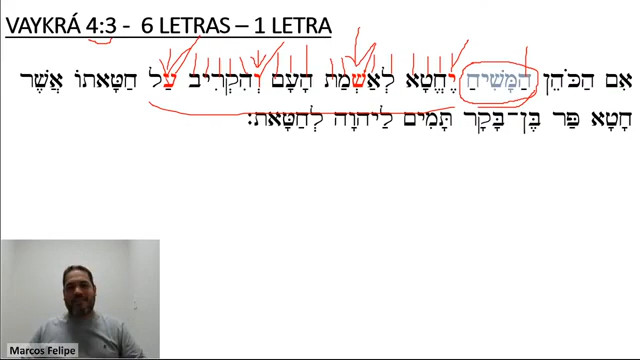 VAYKRÁ 4:3 - 6 LETRAS – 1 LETRA
אִם הַכֹּהֵן הַמָּשִׁיחַ יֶחֱטָא לְאַשְׁמַת הָעָם וְהִקְרִיב עַל חַטָּאתוֹ אֲשֶׁר
חָטָא פַּר בֶּן־בָּקָר תָּמִים לַיהוָה לְחַטָּאת׃
Marcos Felipe